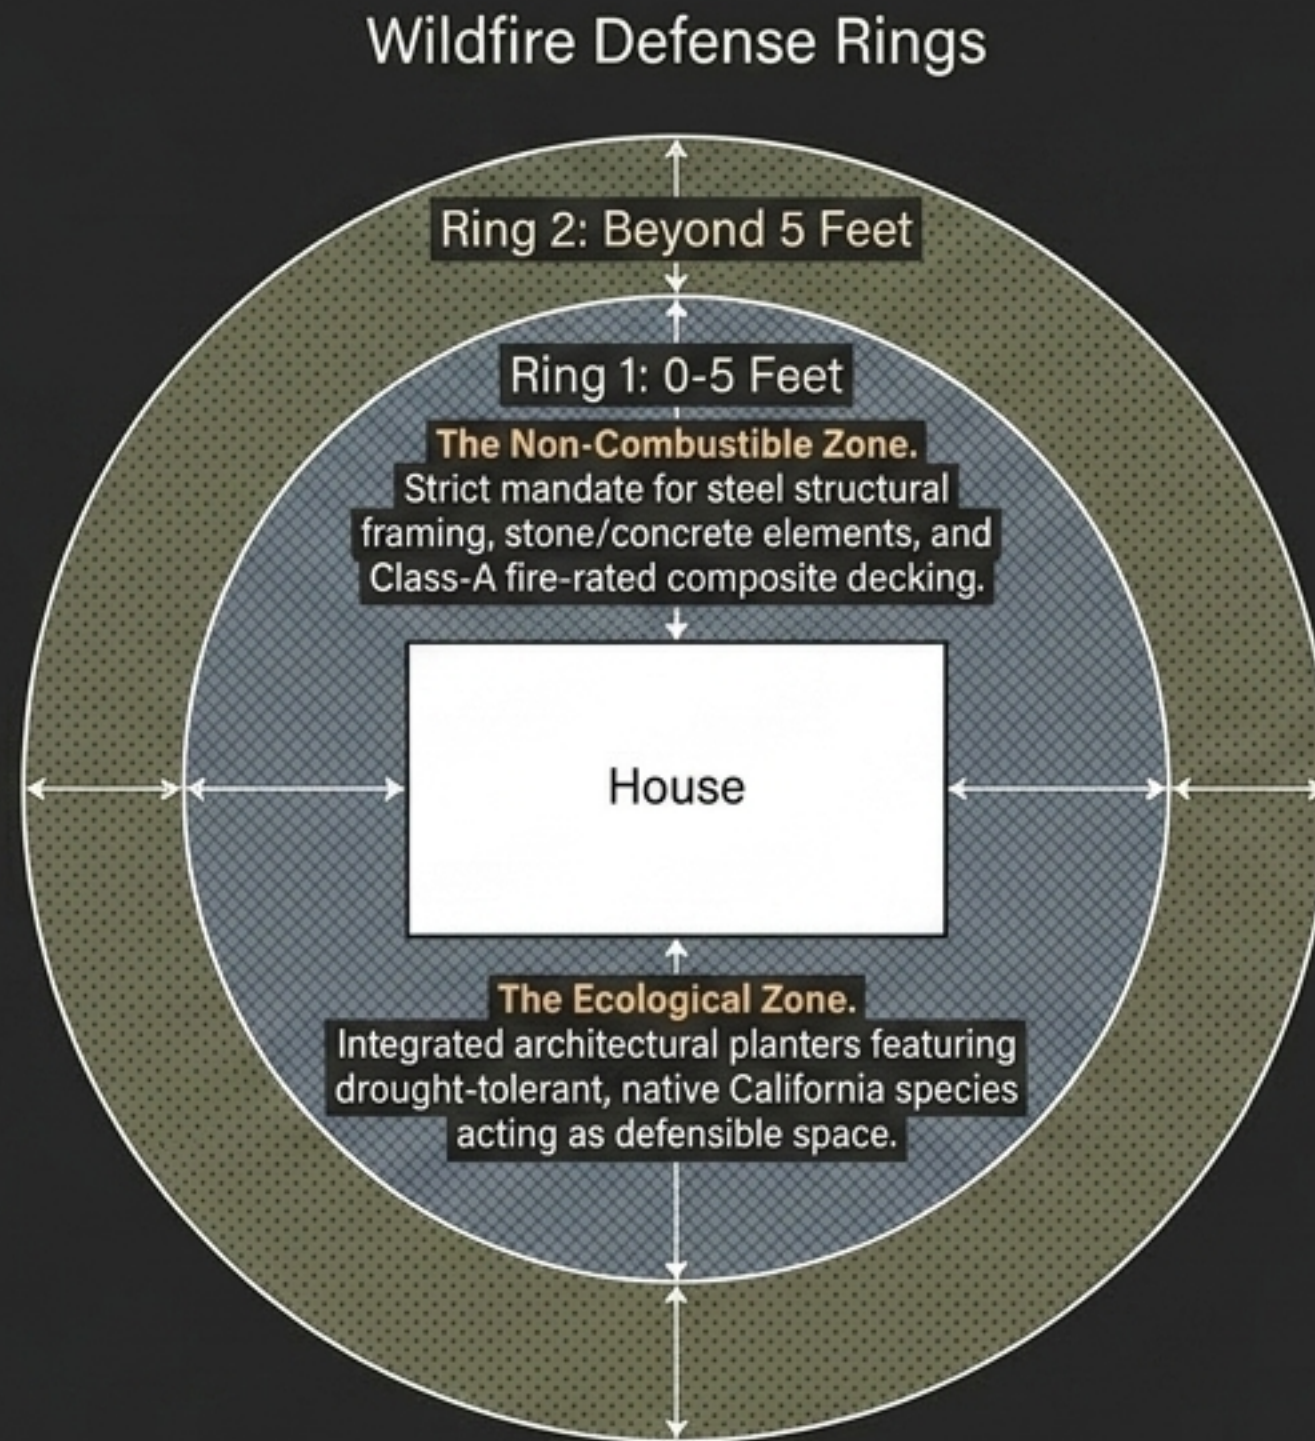 Wildfire Defense Rings
Ring 2: Beyond 5 Feet
Ring 1: 0-5 Feet
The Non-Combustible Zone.
Strict mandate for steel structural
framing, stone/concrete elements, and
Class-A fire-rated composite decking.
House
The Ecological Zone.
Integrated architectural planters featuring
drought-tolerant, native California species
acting as defensible space.